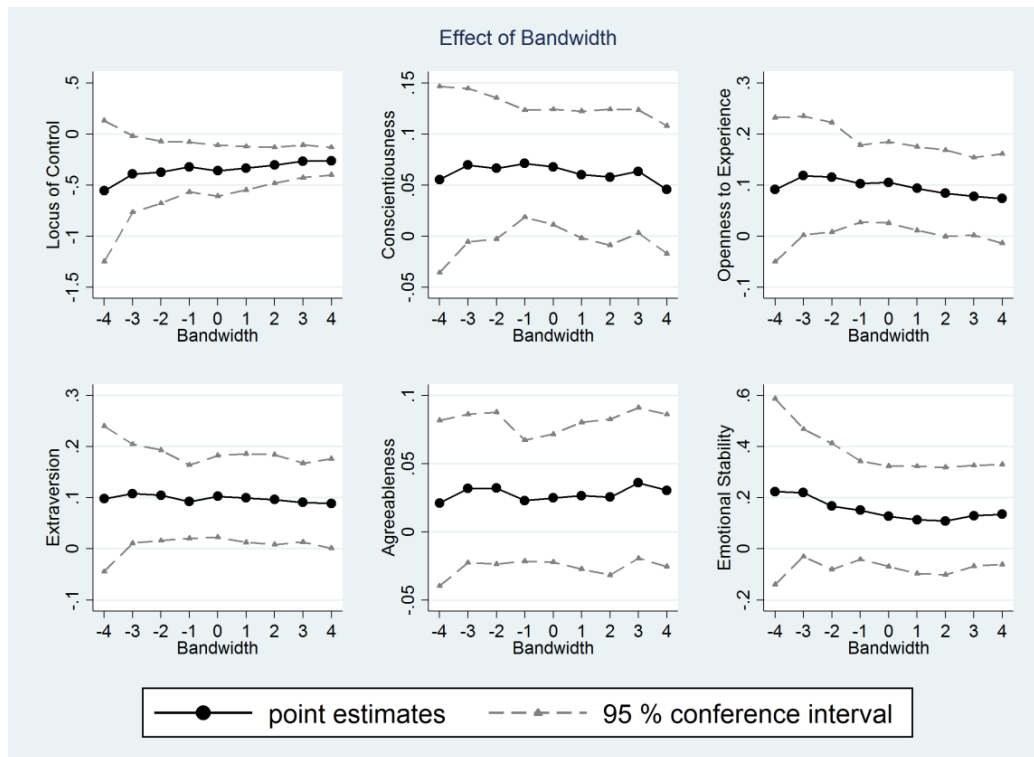 Effect of Bandwidth
Locus of Control
.5
0
-.5
-1
-1.5
-4 -3 -2 -1 0 1 2 3 4
Bandwidth
Conscientiousness
.15
.1
.05
0
-.05
-4 -3 -2 -1 0 1 2 3 4
Bandwidth
Openness to Experience
.3
.2
.1
0
-.1
-4 -3 -2 -1 0 1 2 3 4
Bandwidth
Extraversion
.3
.2
.1
0
-.1
-4 -3 -2 -1 0 1 2 3 4
Bandwidth
Agreeableness
.1
.05
0
-.05
-4 -3 -2 -1 0 1 2 3 4
Bandwidth
Emotional Stability
.6
.4
.2
0
-.2
-4 -3 -2 -1 0 1 2 3 4
Bandwidth
point estimates 95 % conference interval